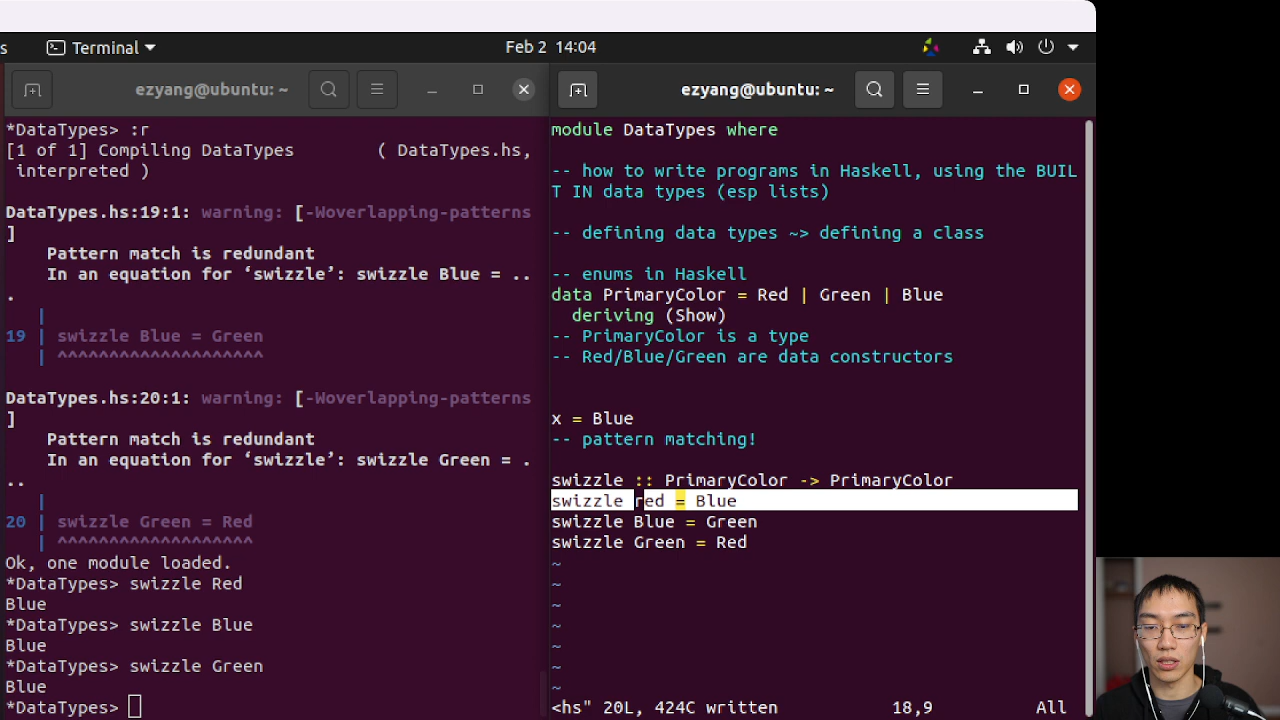 s
Terminal
Feb 2 14:04
ezyang@ubuntu: ~
ezyang@ubuntu: ~
*DataTypes> :r
[1 of 1] Compiling DataTypes        ( DataTypes.hs,
 interpreted )
DataTypes.hs:19:1: warning: [-Woverlapping-patterns
]
    Pattern match is redundant
    In an equation for ‘swizzle’: swizzle Blue = ..
.
   |
19 | swizzle Blue = Green
   | ^^^^^^^^^^^^^^^^^^^^
DataTypes.hs:20:1: warning: [-Woverlapping-patterns
]
    Pattern match is redundant
    In an equation for ‘swizzle’: swizzle Green = .
..
   |
20 | swizzle Green = Red
   | ^^^^^^^^^^^^^^^^^^^
Ok, one module loaded.
*DataTypes> swizzle Red
Blue
*DataTypes> swizzle Blue
Blue
*DataTypes> swizzle Green
Blue
*DataTypes>
module DataTypes where
-- how to write programs in Haskell, using the BUIL
T IN data types (esp lists)
-- defining data types ~> defining a class
-- enums in Haskell
data PrimaryColor = Red | Green | Blue
  deriving (Show)
-- PrimaryColor is a type
-- Red/Blue/Green are data constructors
x = Blue
-- pattern matching!
swizzle :: PrimaryColor -> PrimaryColor
swizzle red = Blue
swizzle Blue = Green
swizzle Green = Red
~
~
~
~
~
~
~
<hs" 20L, 424C written    18,9    All